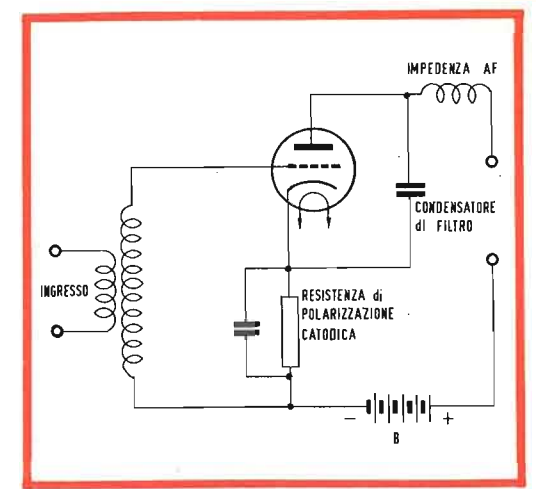 IMPEDENZA AF
CONDENSATORE
di FILTRO
INGRESSO
RESISTENZA di
POLARIZZAZIONE
CATODICA
− +
B